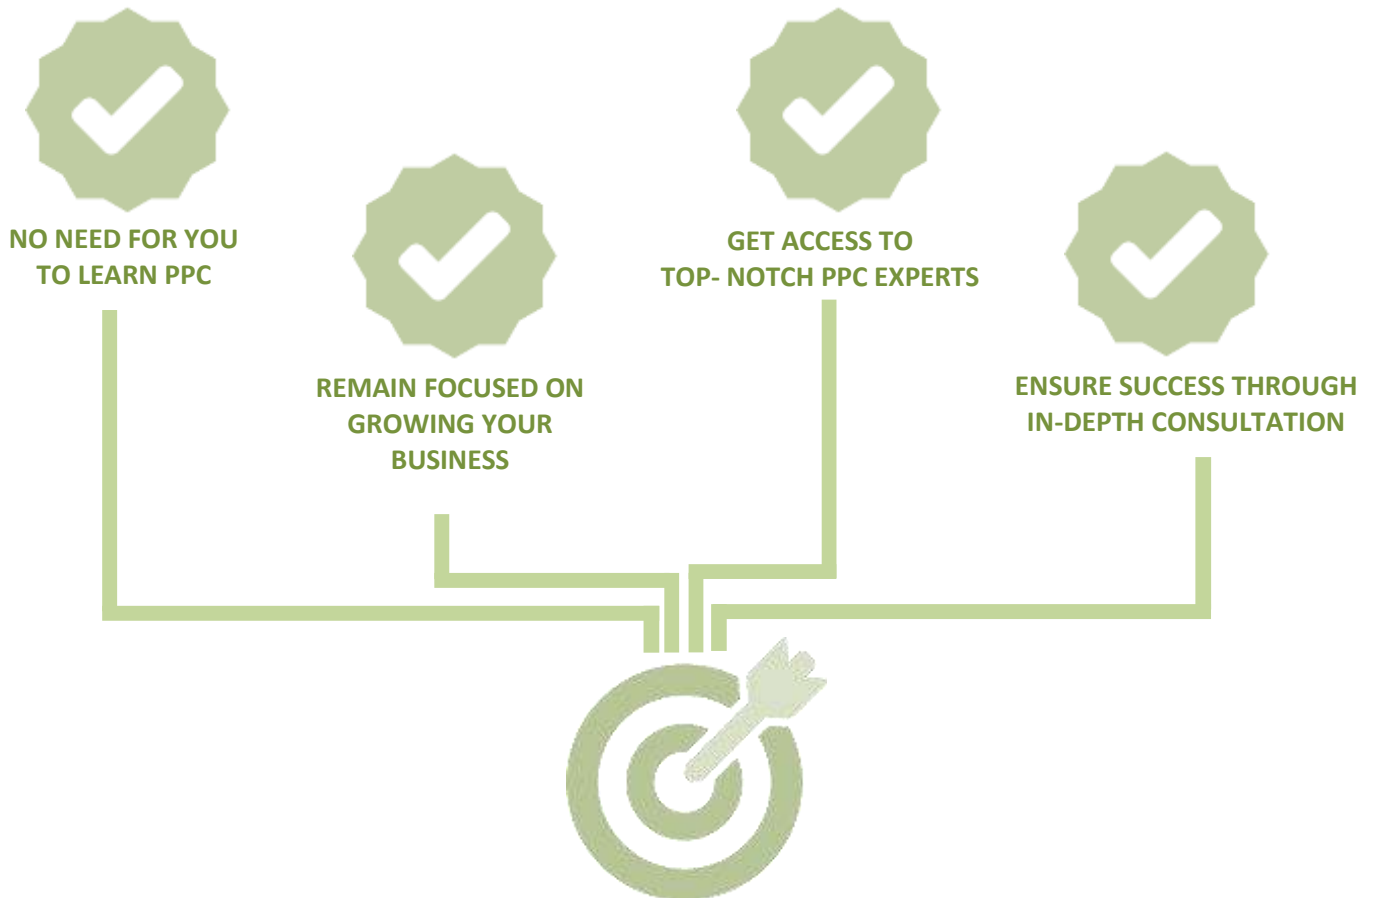 NO NEED FOR YOU
TO LEARN PPC
REMAIN FOCUSED ON
GROWING YOUR
BUSINESS
GET ACCESS TO
TOP- NOTCH PPC EXPERTS
ENSURE SUCCESS THROUGH
IN-DEPTH CONSULTATION